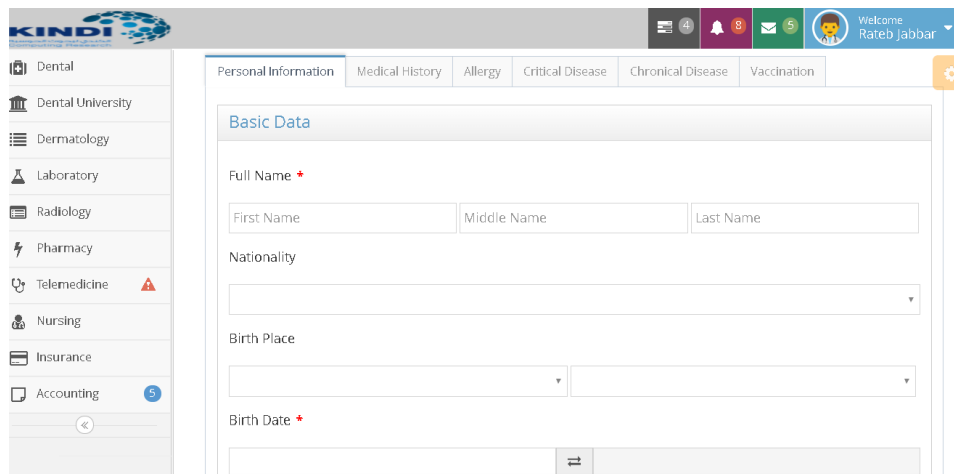 KINDI
Computing Research
4
8
5
Welcome
Rateb Jabbar
Dental
Dental University
Dermatology
Laboratory
Radiology
Pharmacy
Telemedicine
Nursing
Insurance
Accounting
5
Personal Information
Medical History
Allergy
Critical Disease
Chronical Disease
Vaccination
Basic Data
Full Name *
First Name
Middle Name
Last Name
Nationality
Birth Place
Birth Date *